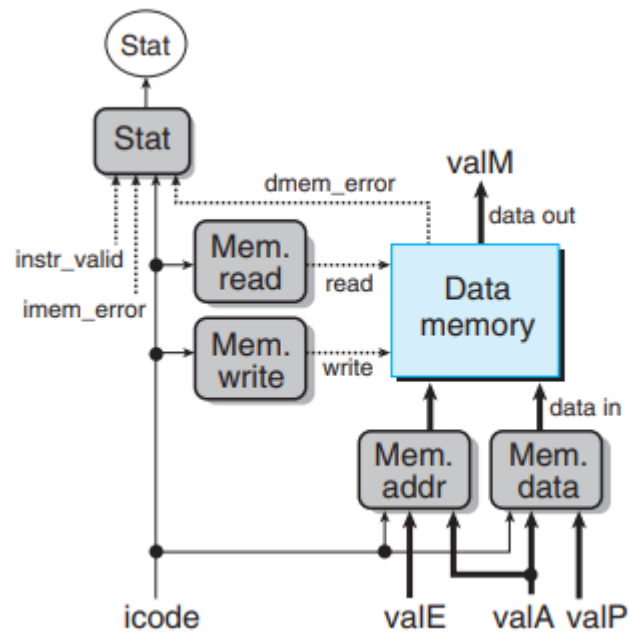 Stat
Stat
dmem_error
valM
data out
instr_valid
imem_error
Mem.
read
read
Data
memory
Mem.
write
write
data in
Mem.
addr
Mem.
data
icode
valE
valA
valP